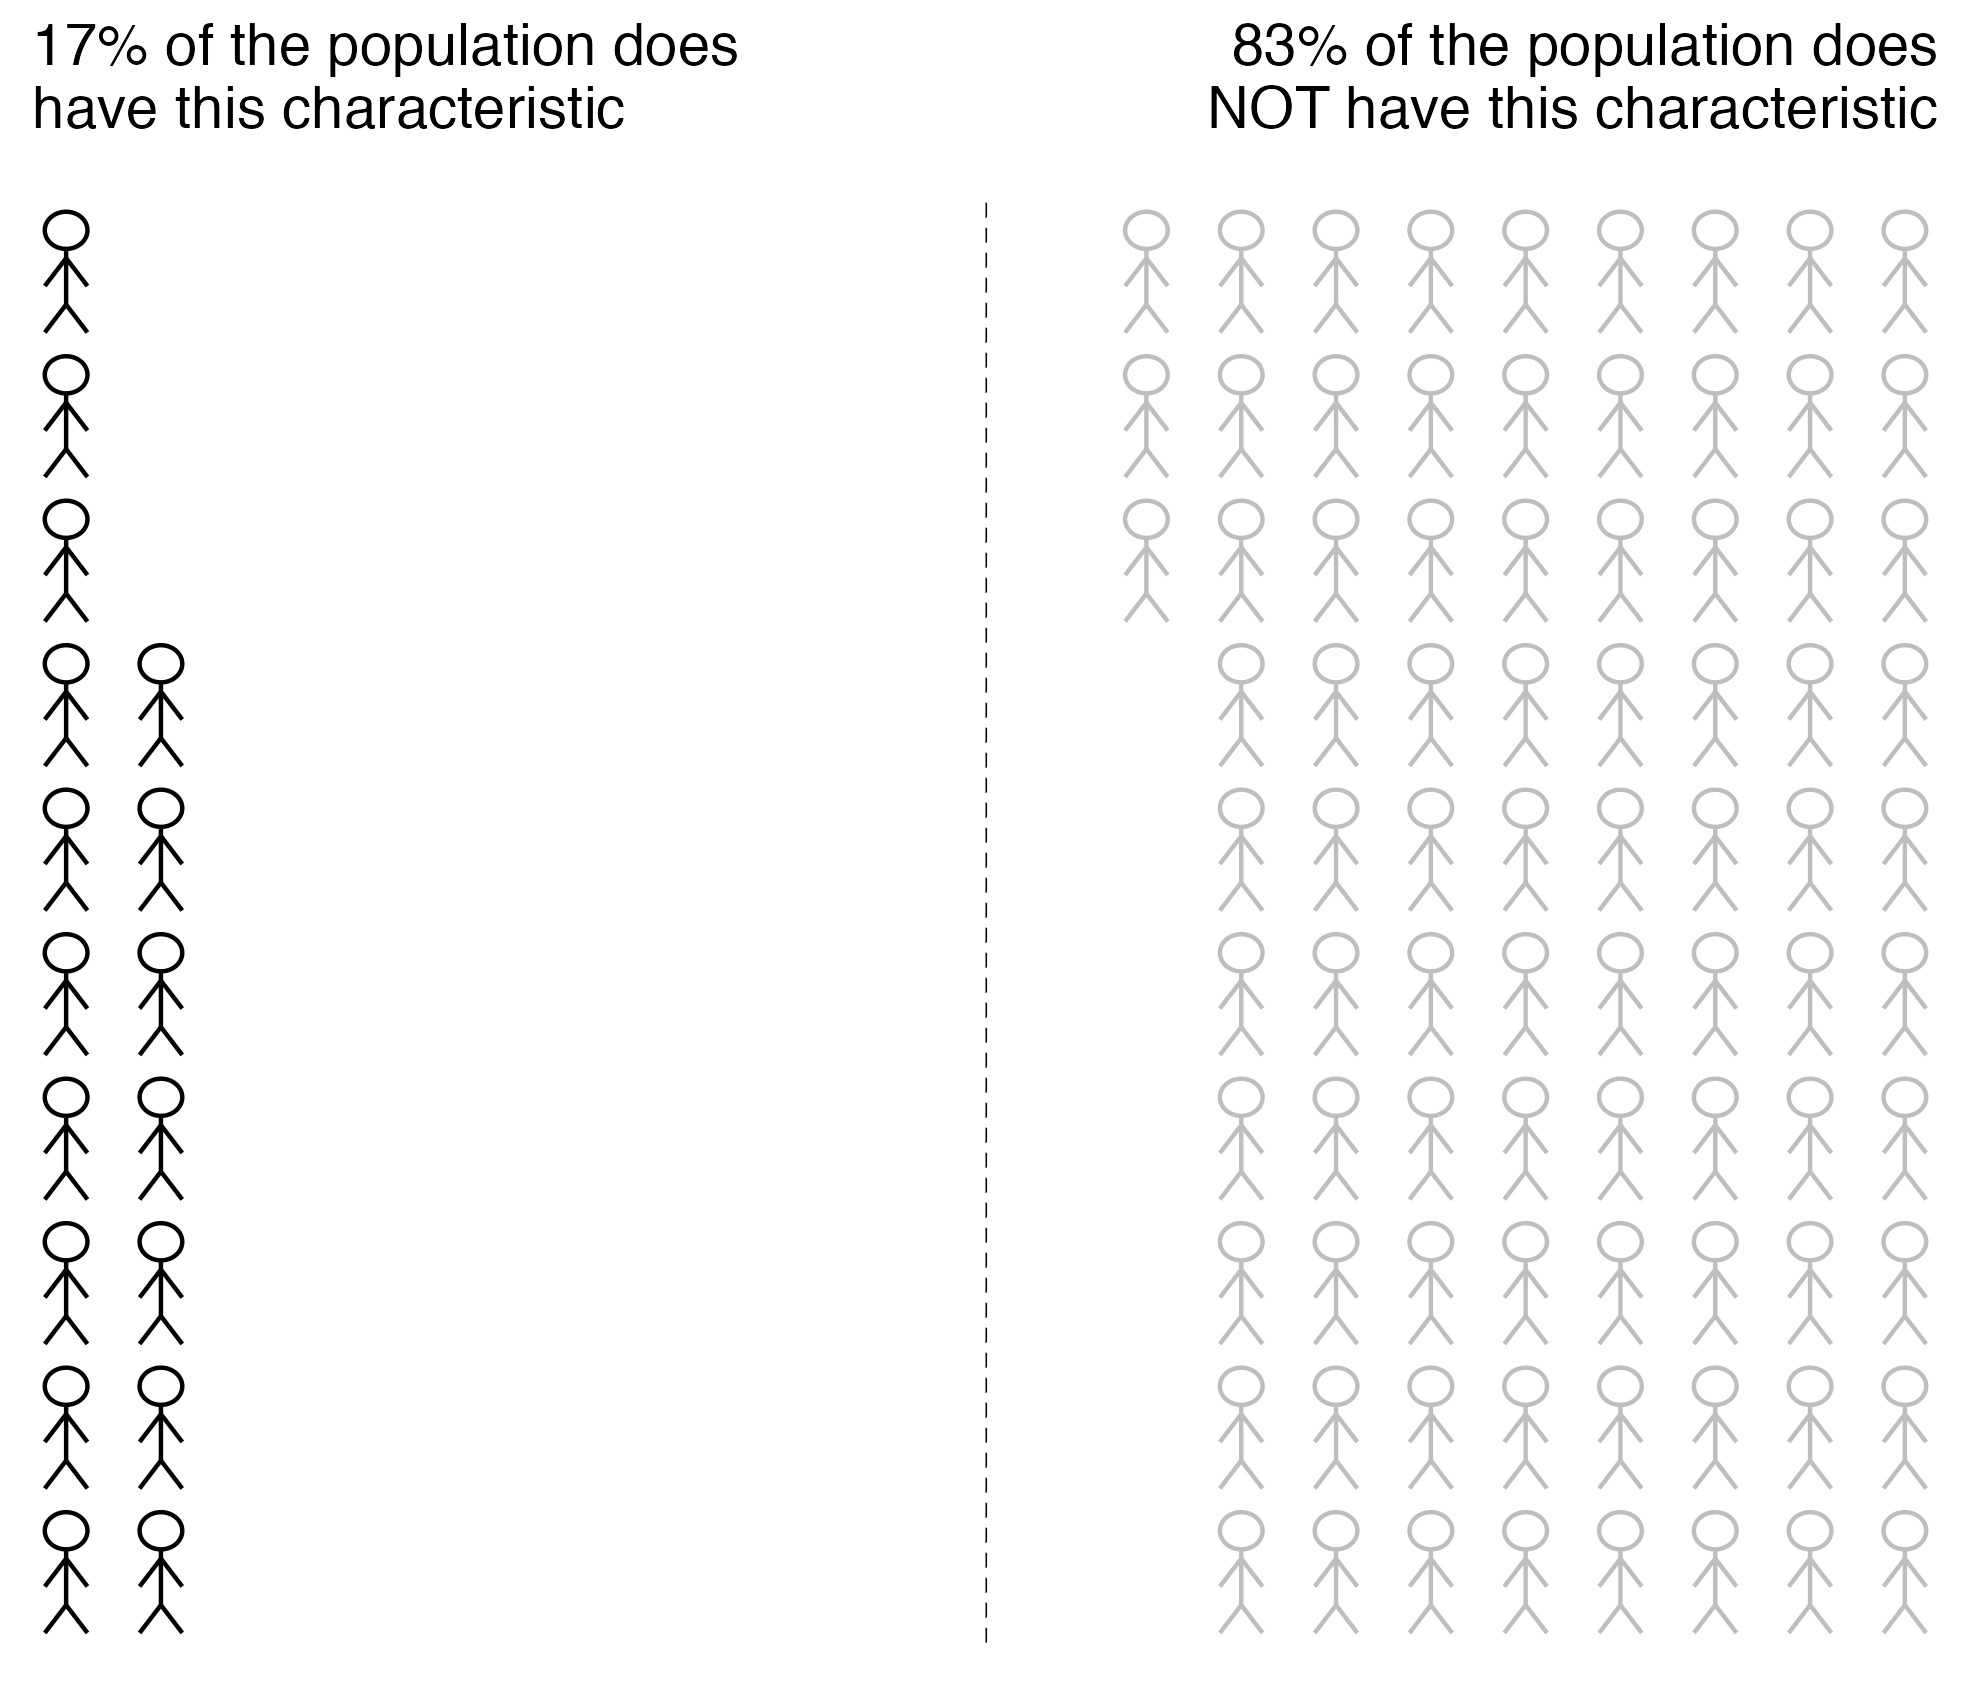 17% of the population does
have this characteristic
83% of the population does
NOT have this characteristic